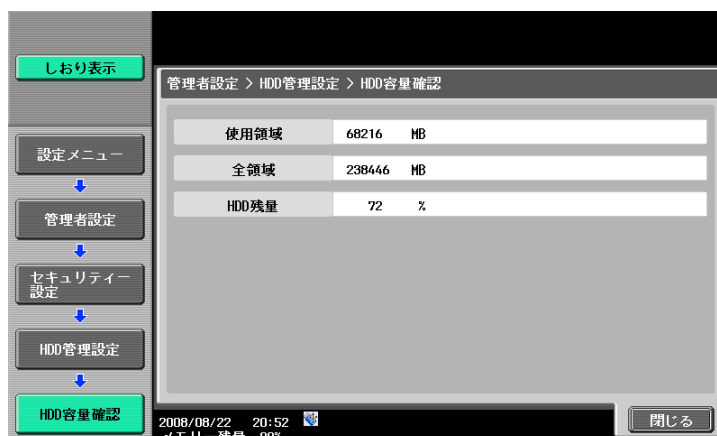 しおり表示
管理者設定 > HDD管理設定 > HDD容量確認
使用領域 68216 MB
全領域 238446 MB
HDD残量 72 %
設定メニュー
管理者設定
セキュリティー
設定
HDD管理設定
HDD容量確認
2008/08/22 20:52
閉じる